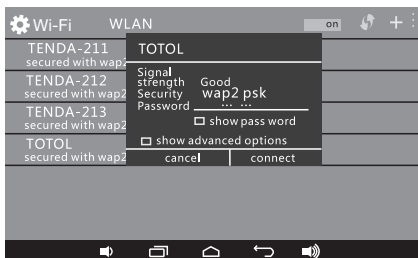 Wi-Fi WLAN on
TENDA-211
secured with wap2
TENDA-212
secured with wap2
TENDA-213
secured with wap2
TOTOL
secured with wap2
TOTOL
Signal
strength Good
Security wap2 psk
Password ... ...
show pass word
show advanced options
cancel connect